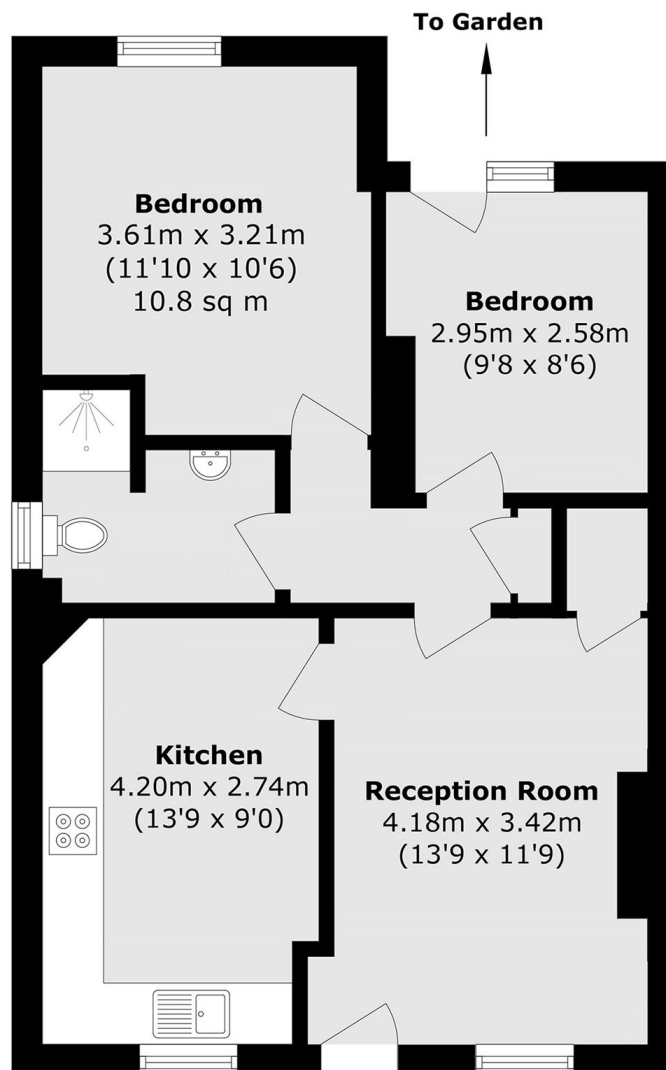 To Garden
Bedroom
3.61m x 3.21m
(11'10 x 10'6)
10.8 sq m
Bedroom
2.95m x 2.58m
(9'8 x 8'6)
Kitchen
4.20m x 2.74m
(13'9 x 9'0)
Reception Room
4.18m x 3.42m
(13'9 x 11'9)